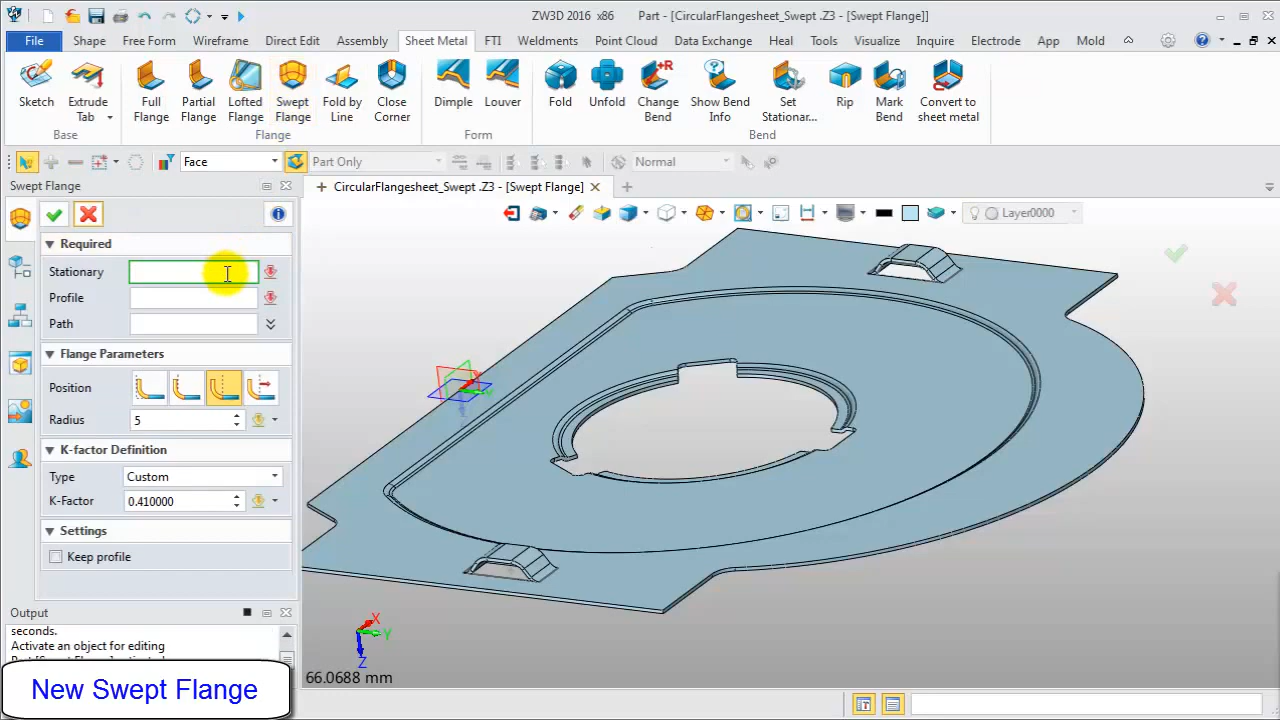 ZW3D 2016 x86 Part - [CircularFlangesheet_Swept .Z3 - [Swept Flange]]
File Shape Free Form Wireframe Direct Edit Assembly Sheet Metal FTI Weldments Point Cloud Data Exchange Heal Tools Visualize Inquire Electrode App Mold
Sketch Extrude Tab Full Flange Partial Flange Lofted Flange Swept Flange Fold by Line Close Corner Dimple Louver Fold Unfold Change Bend Show Bend Info Set Stationar... Rip Mark Bend Convert to sheet metal
Base Flange Form Bend
Face Part Only Normal
Swept Flange
CircularFlangesheet_Swept .Z3 - [Swept Flange]
Layer0000
Required
Stationary
Profile
Path
Flange Parameters
Position
Radius 5
K-factor Definition
Type Custom
K-Factor 0.410000
Settings
Keep profile
Output
seconds.
Activate an object for editing
New Swept Flange
X
Y
Z
66.0688 mm